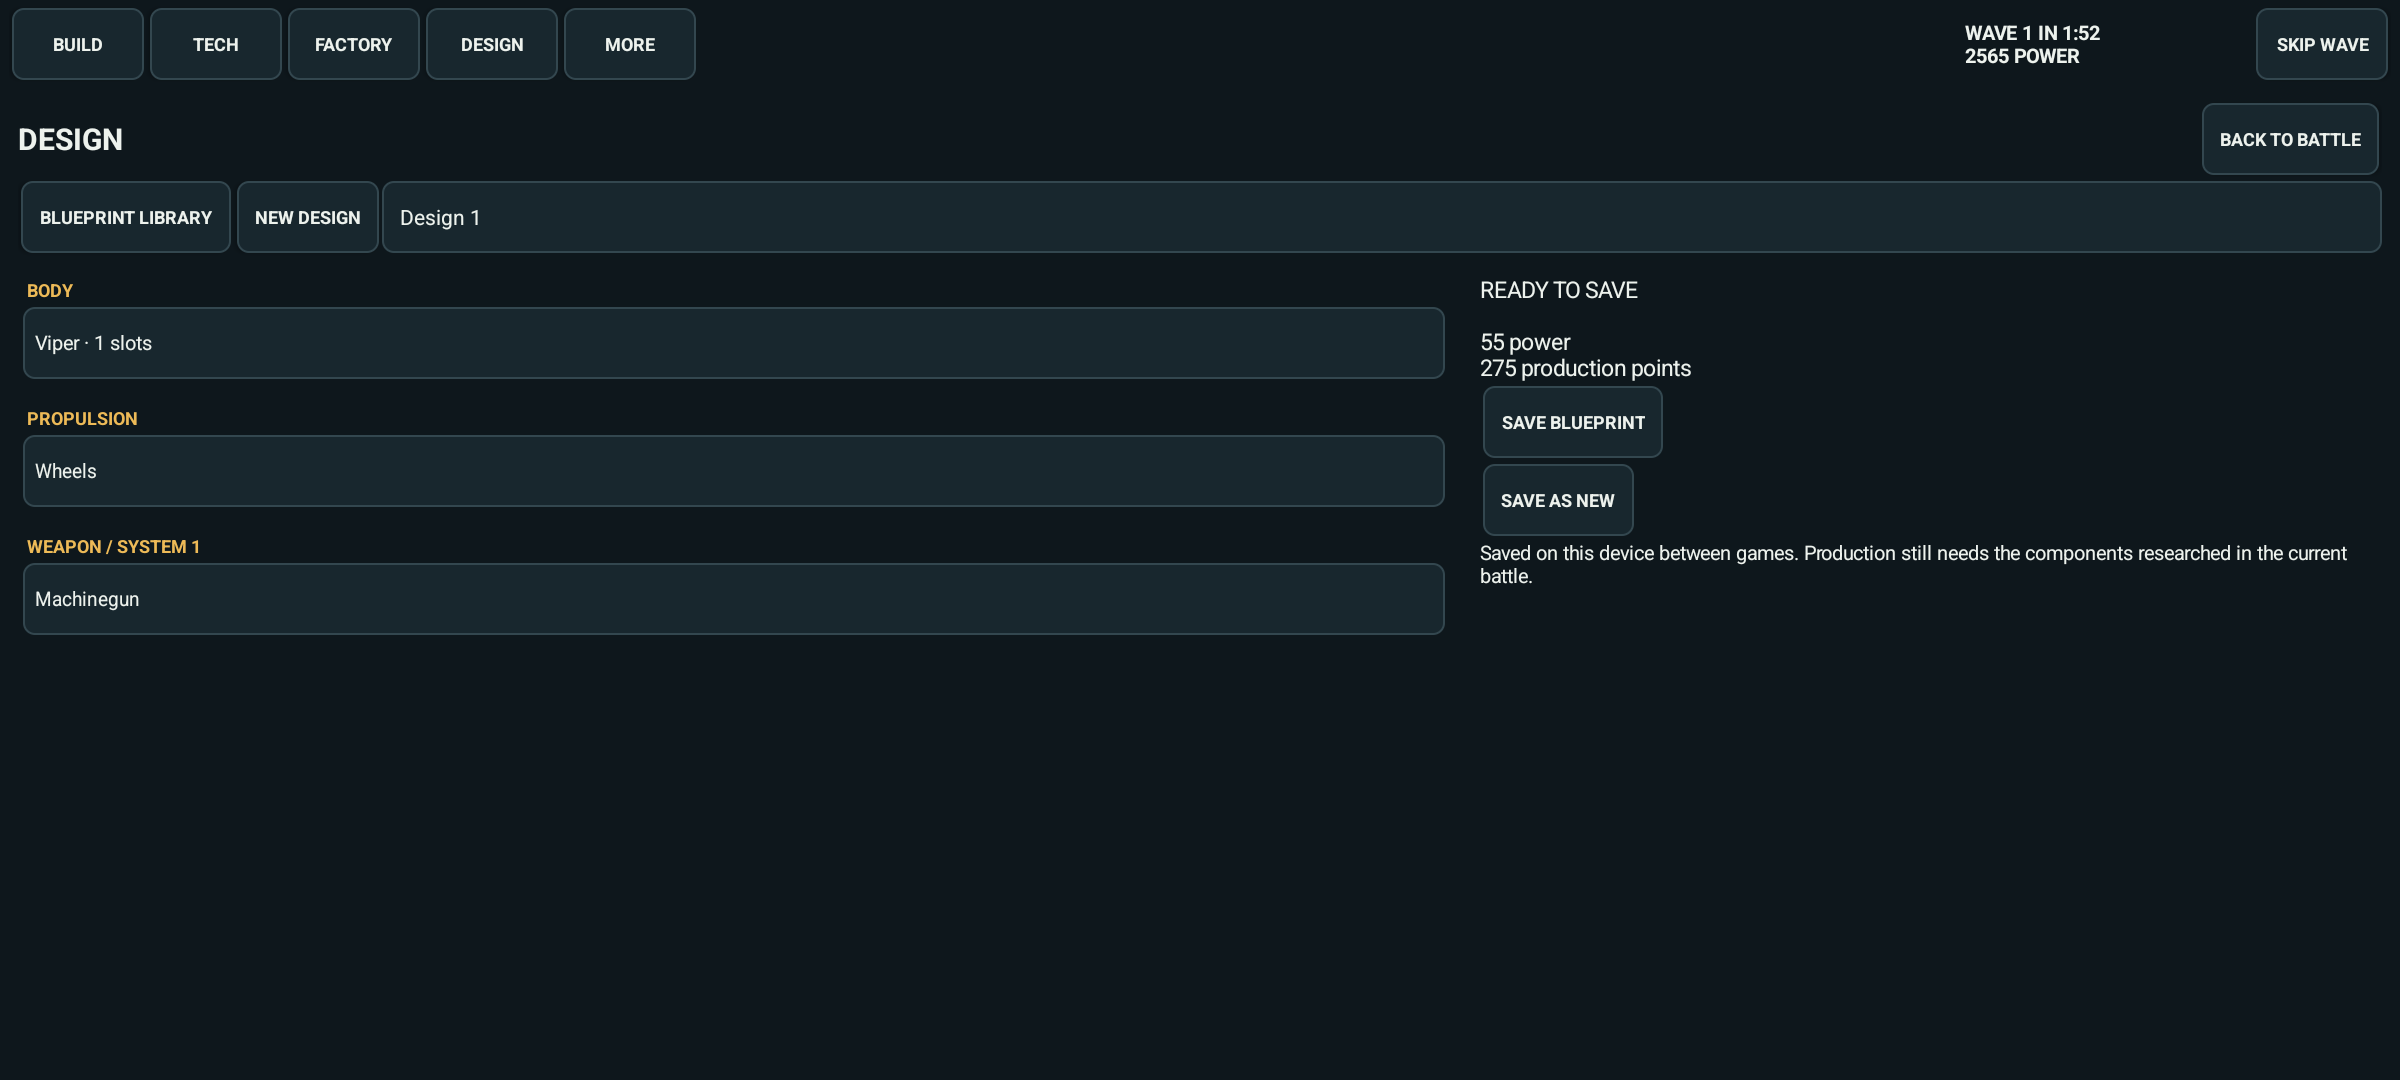 BUILD
TECH
FACTORY
DESIGN
MORE
WAVE 1 IN 1:52
2565 POWER
SKIP WAVE
DESIGN
BACK TO BATTLE
BLUEPRINT LIBRARY
NEW DESIGN
Design 1
BODY
Viper · 1 slots
PROPULSION
Wheels
WEAPON / SYSTEM 1
Machinegun
READY TO SAVE
55 power
275 production points
SAVE BLUEPRINT
SAVE AS NEW
Saved on this device between games. Production still needs the components researched in the current
battle.